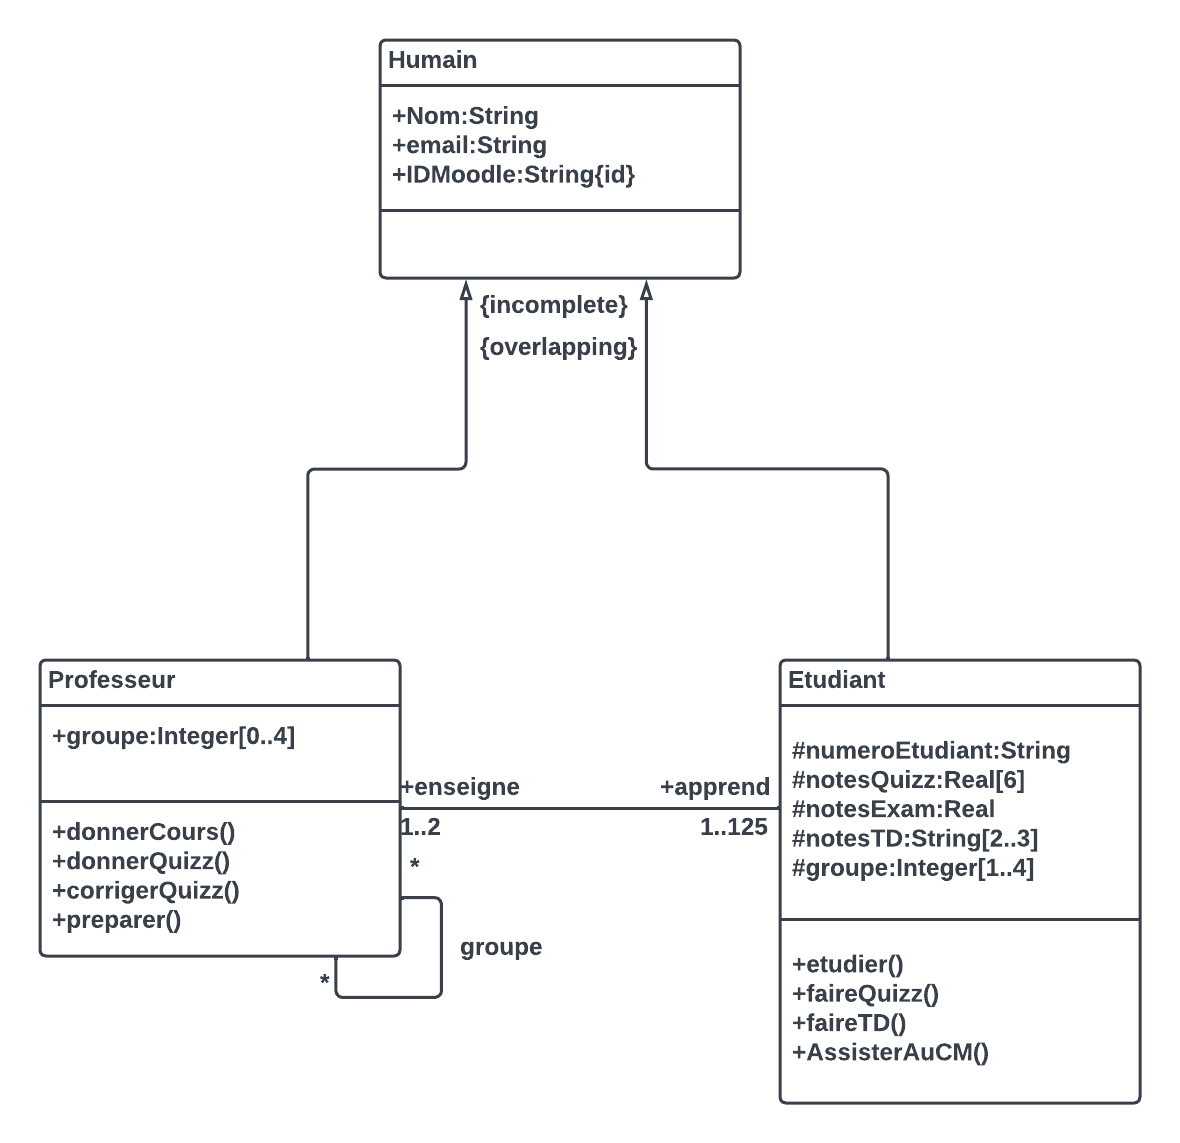 Humain
+Nom:String
+email:String
+IDMoodle:String{id}
{incomplete}
{overlapping}
Professeur
+groupe:Integer[0..4]
+donnerCours()
+donnerQuizz()
+corrigerQuizz()
+preparer()
+enseigne
1..2
+apprend
1..125
*
groupe
*
Etudiant
#numeroEtudiant:String
#notesQuizz:Real[6]
#notesExam:Real
#notesTD:String[2..3]
#groupe:Integer[1..4]
+etudier()
+faireQuizz()
+faireTD()
+AssisterAuCM()